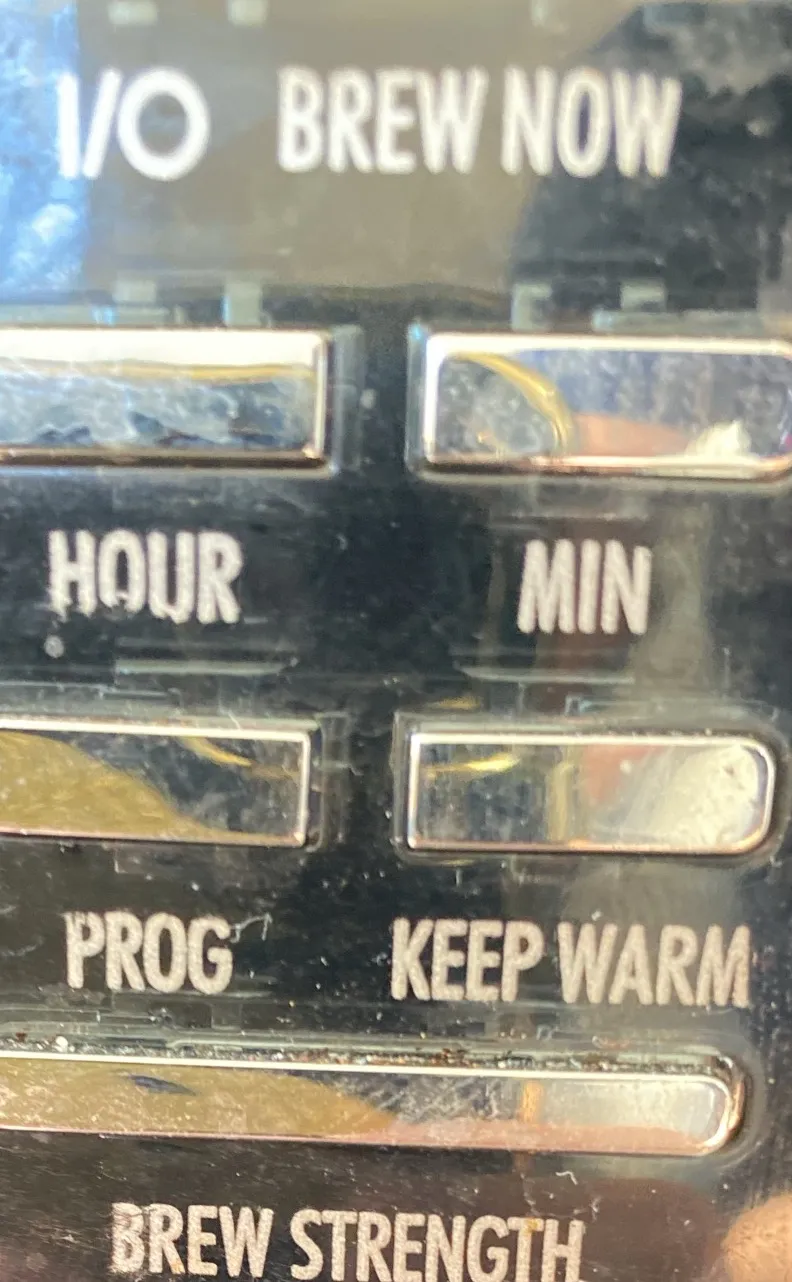 I/O BREW NOW
HOUR MIN
PROG KEEP WARM
BREW STRENGTH